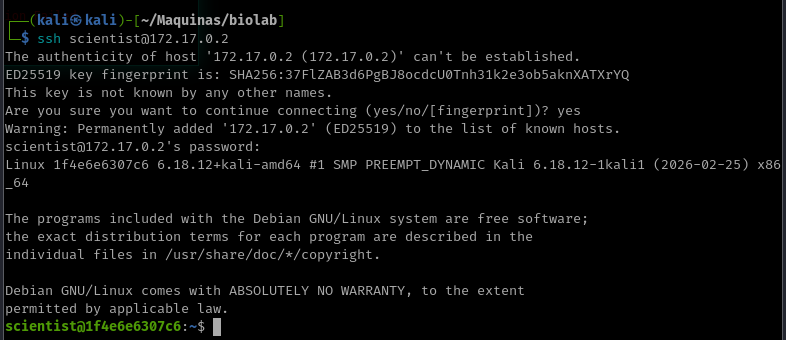 ┌──(kali㉿kali)-[~/Maquinas/biolab]
└─$ ssh scientist@172.17.0.2
The authenticity of host '172.17.0.2 (172.17.0.2)' can't be established.
ED25519 key fingerprint is: SHA256:37FlZAB3d6PgBJ8ocdcU0Tnh31k2e3ob5aknXATXrYQ
This key is not known by any other names.
Are you sure you want to continue connecting (yes/no/[fingerprint])? yes
Warning: Permanently added '172.17.0.2' (ED25519) to the list of known hosts.
scientist@172.17.0.2's password:
Linux 1f4e6e6307c6 6.18.12+kali-amd64 #1 SMP PREEMPT_DYNAMIC Kali 6.18.12-1kali1 (2026-02-25) x86
_64
The programs included with the Debian GNU/Linux system are free software;
the exact distribution terms for each program are described in the
individual files in /usr/share/doc/*/copyright.
Debian GNU/Linux comes with ABSOLUTELY NO WARRANTY, to the extent
permitted by applicable law.
scientist@1f4e6e6307c6:~$